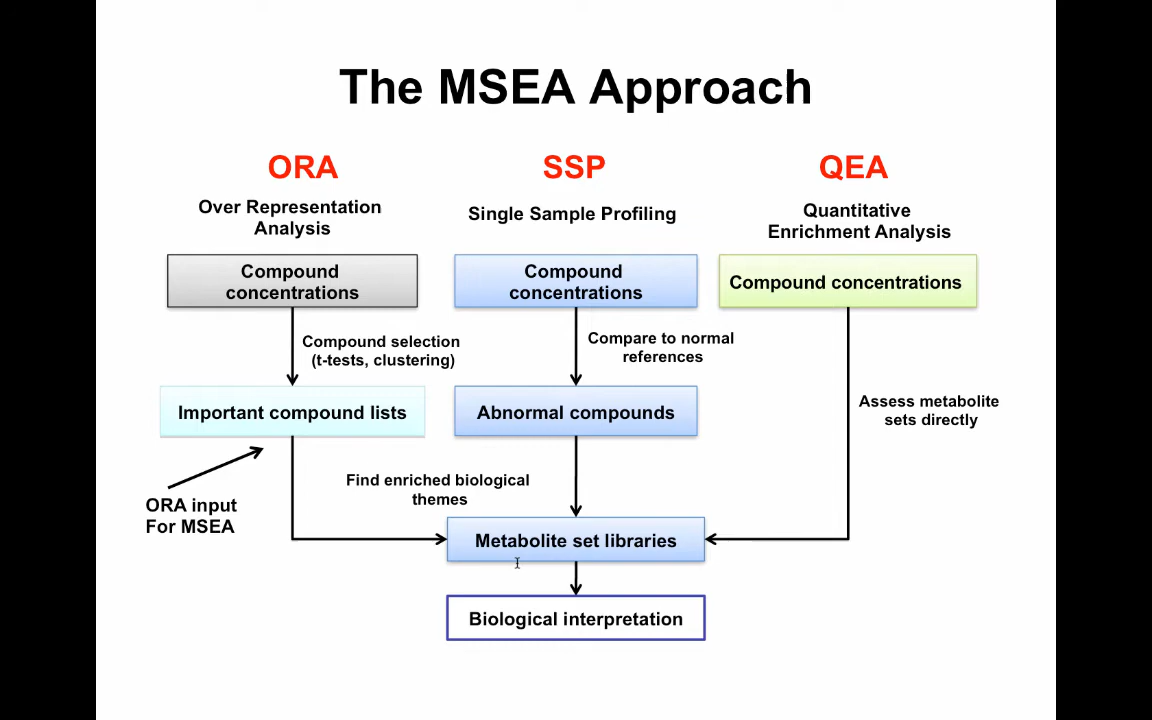 The MSEA Approach
ORA
SSP
QEA
Over Representation
Analysis
Single Sample Profiling
Quantitative
Enrichment Analysis
Compound
concentrations
Compound
concentrations
Compound concentrations
Compound selection
(t-tests, clustering)
Compare to normal
references
Important compound lists
Abnormal compounds
Assess metabolite
sets directly
ORA input
For MSEA
Find enriched biological
themes
Metabolite set libraries
Biological interpretation